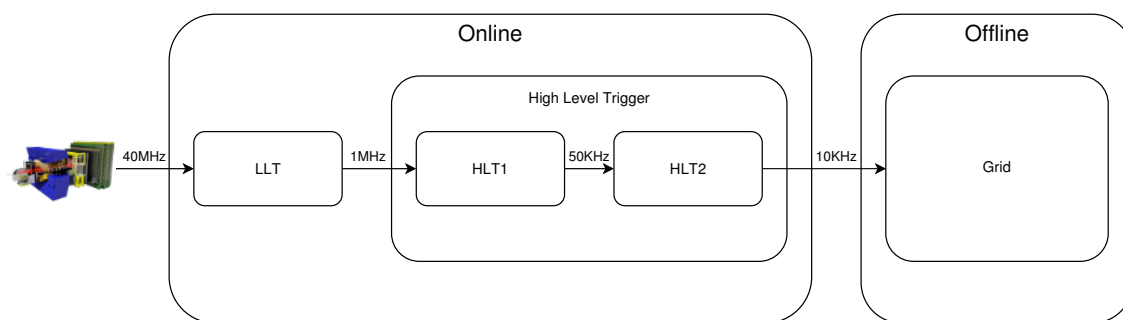 Online
Offline
High Level Trigger
40MHz
LLT
1MHz
HLT1
50KHz
HLT2
10KHz
Grid